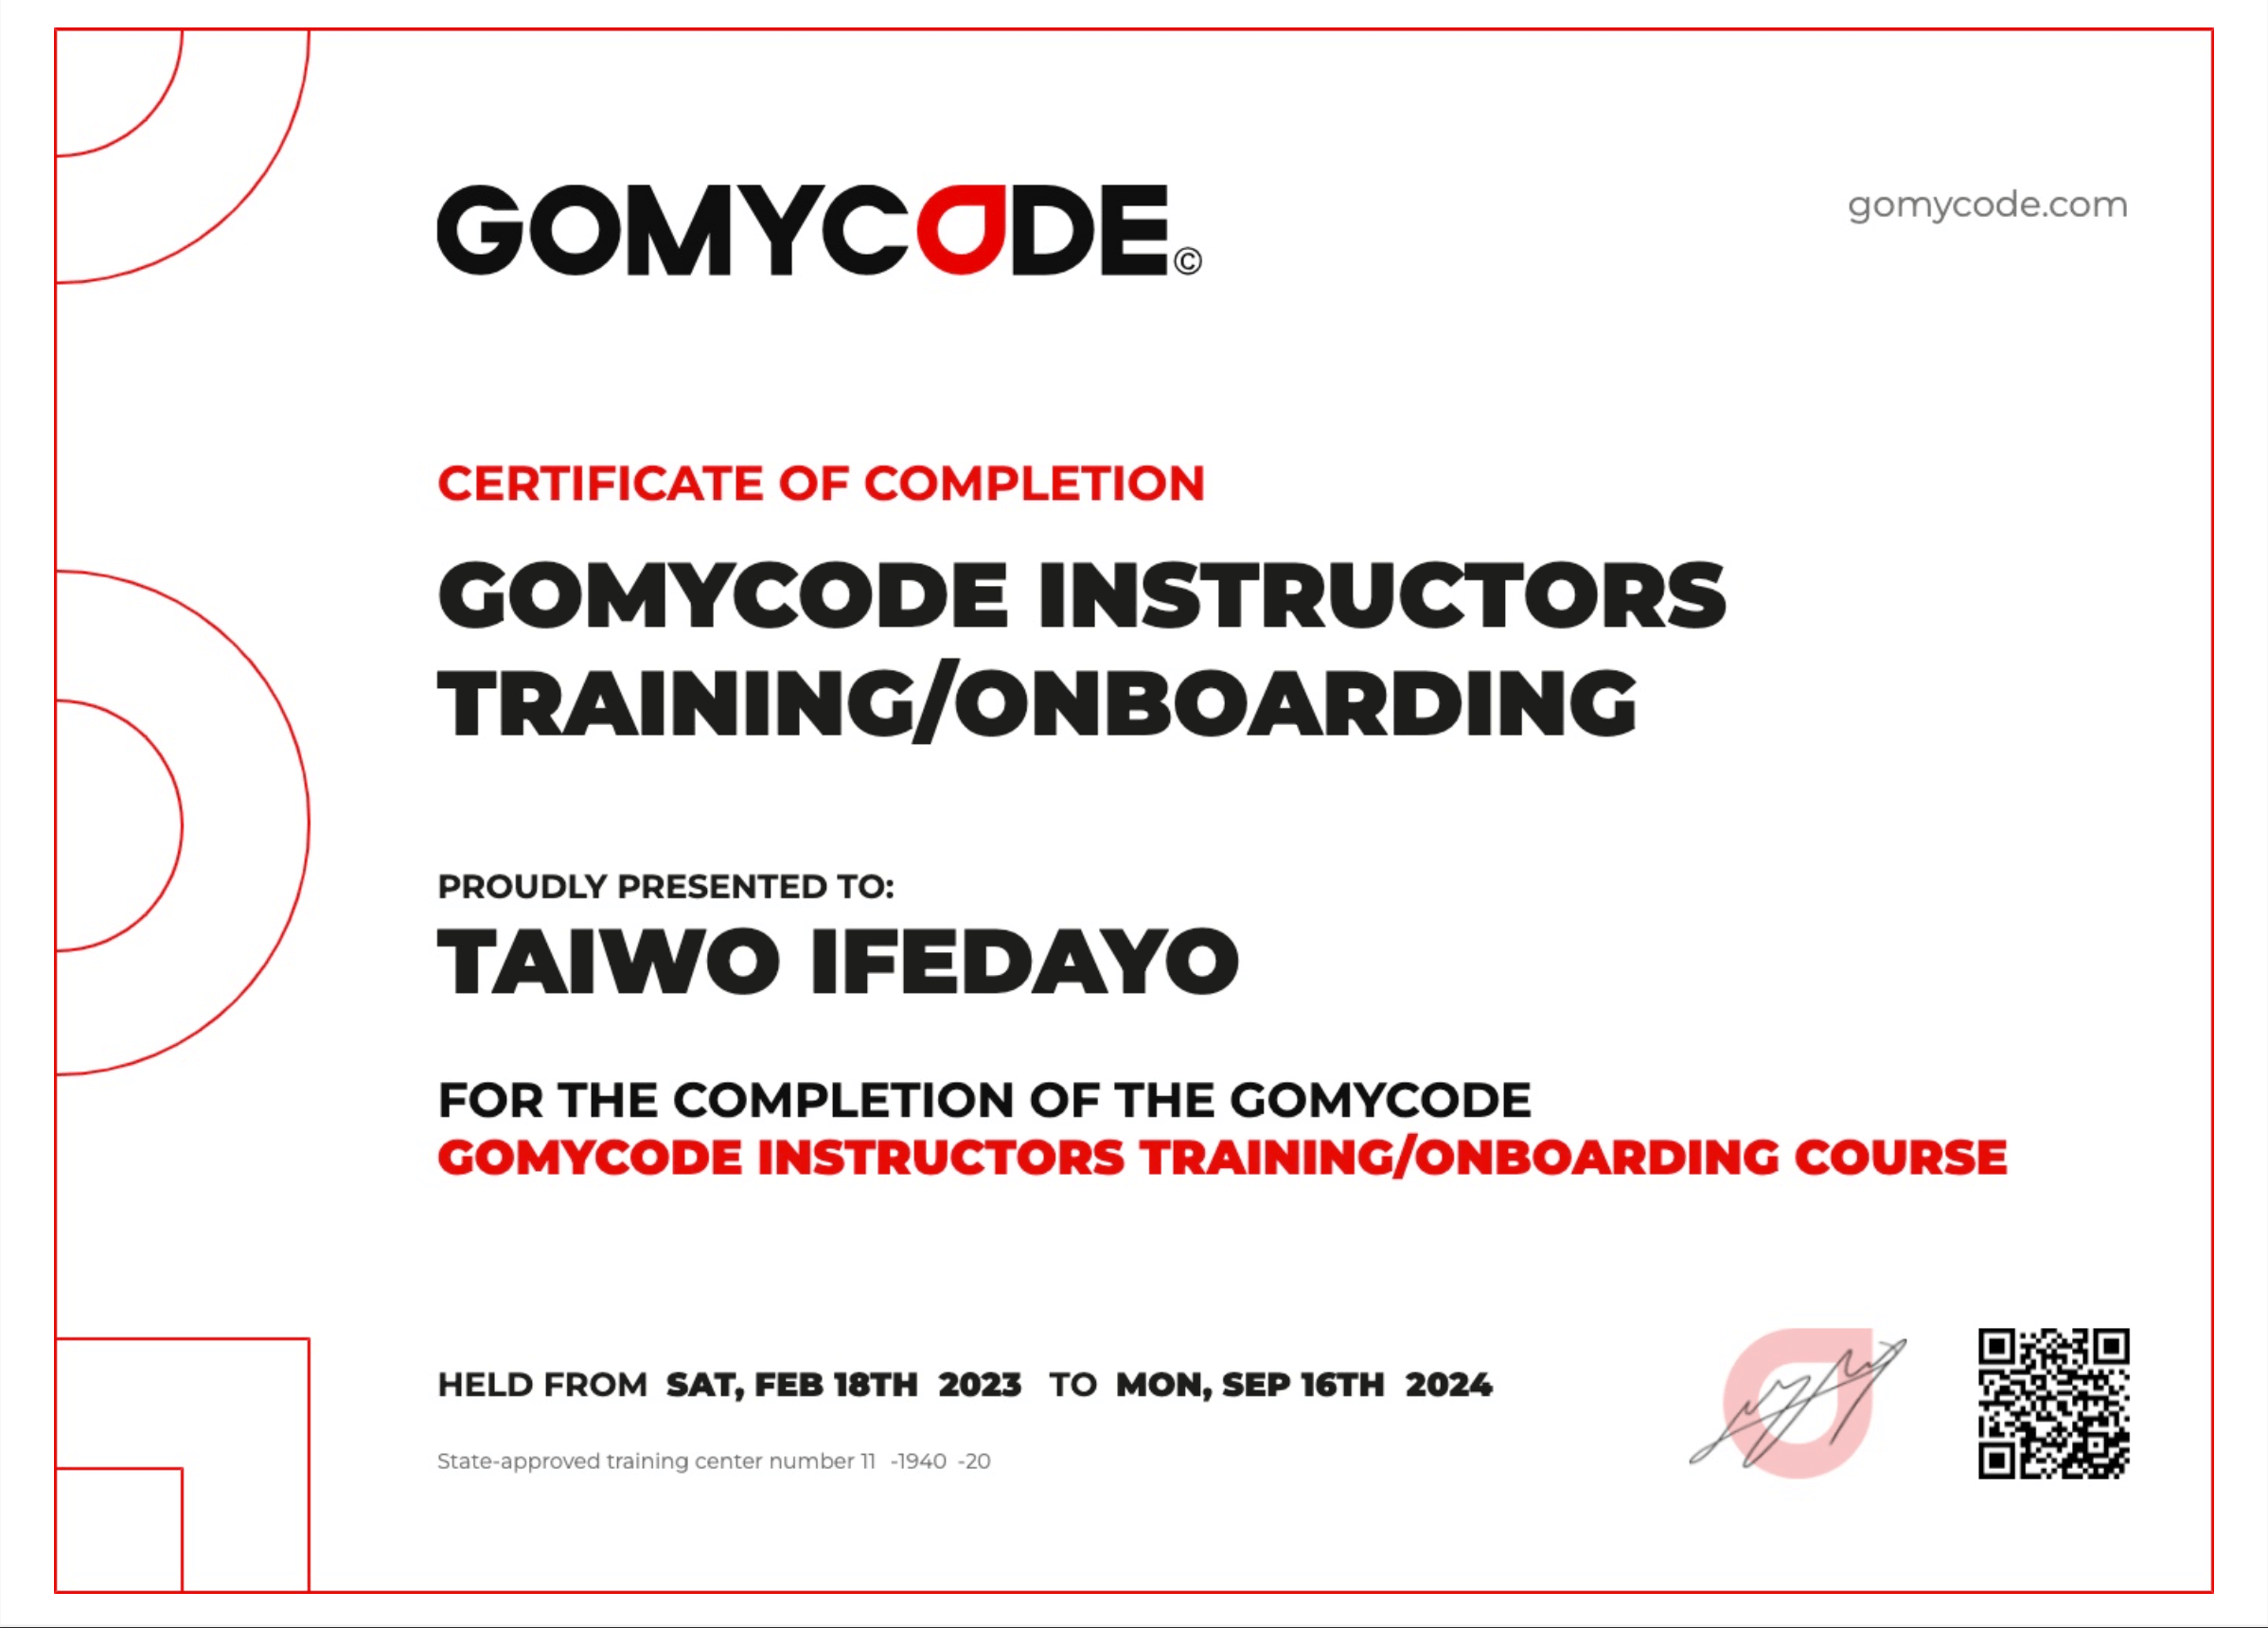 GOMYCODE©
gomycode.com
CERTIFICATE OF COMPLETION
GOMYCODE INSTRUCTORS
TRAINING/ONBOARDING
PROUDLY PRESENTED TO:
TAIWO IFEDAYO
FOR THE COMPLETION OF THE GOMYCODE
GOMYCODE INSTRUCTORS TRAINING/ONBOARDING COURSE
HELD FROM SAT, FEB 18TH 2023 TO MON, SEP 16TH 2024
State-approved training center number 11 -1940 -20